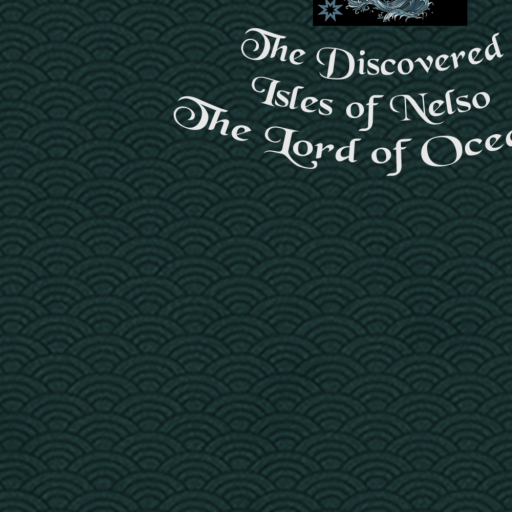 The Discovered
Isles of Nelso
The Lord of